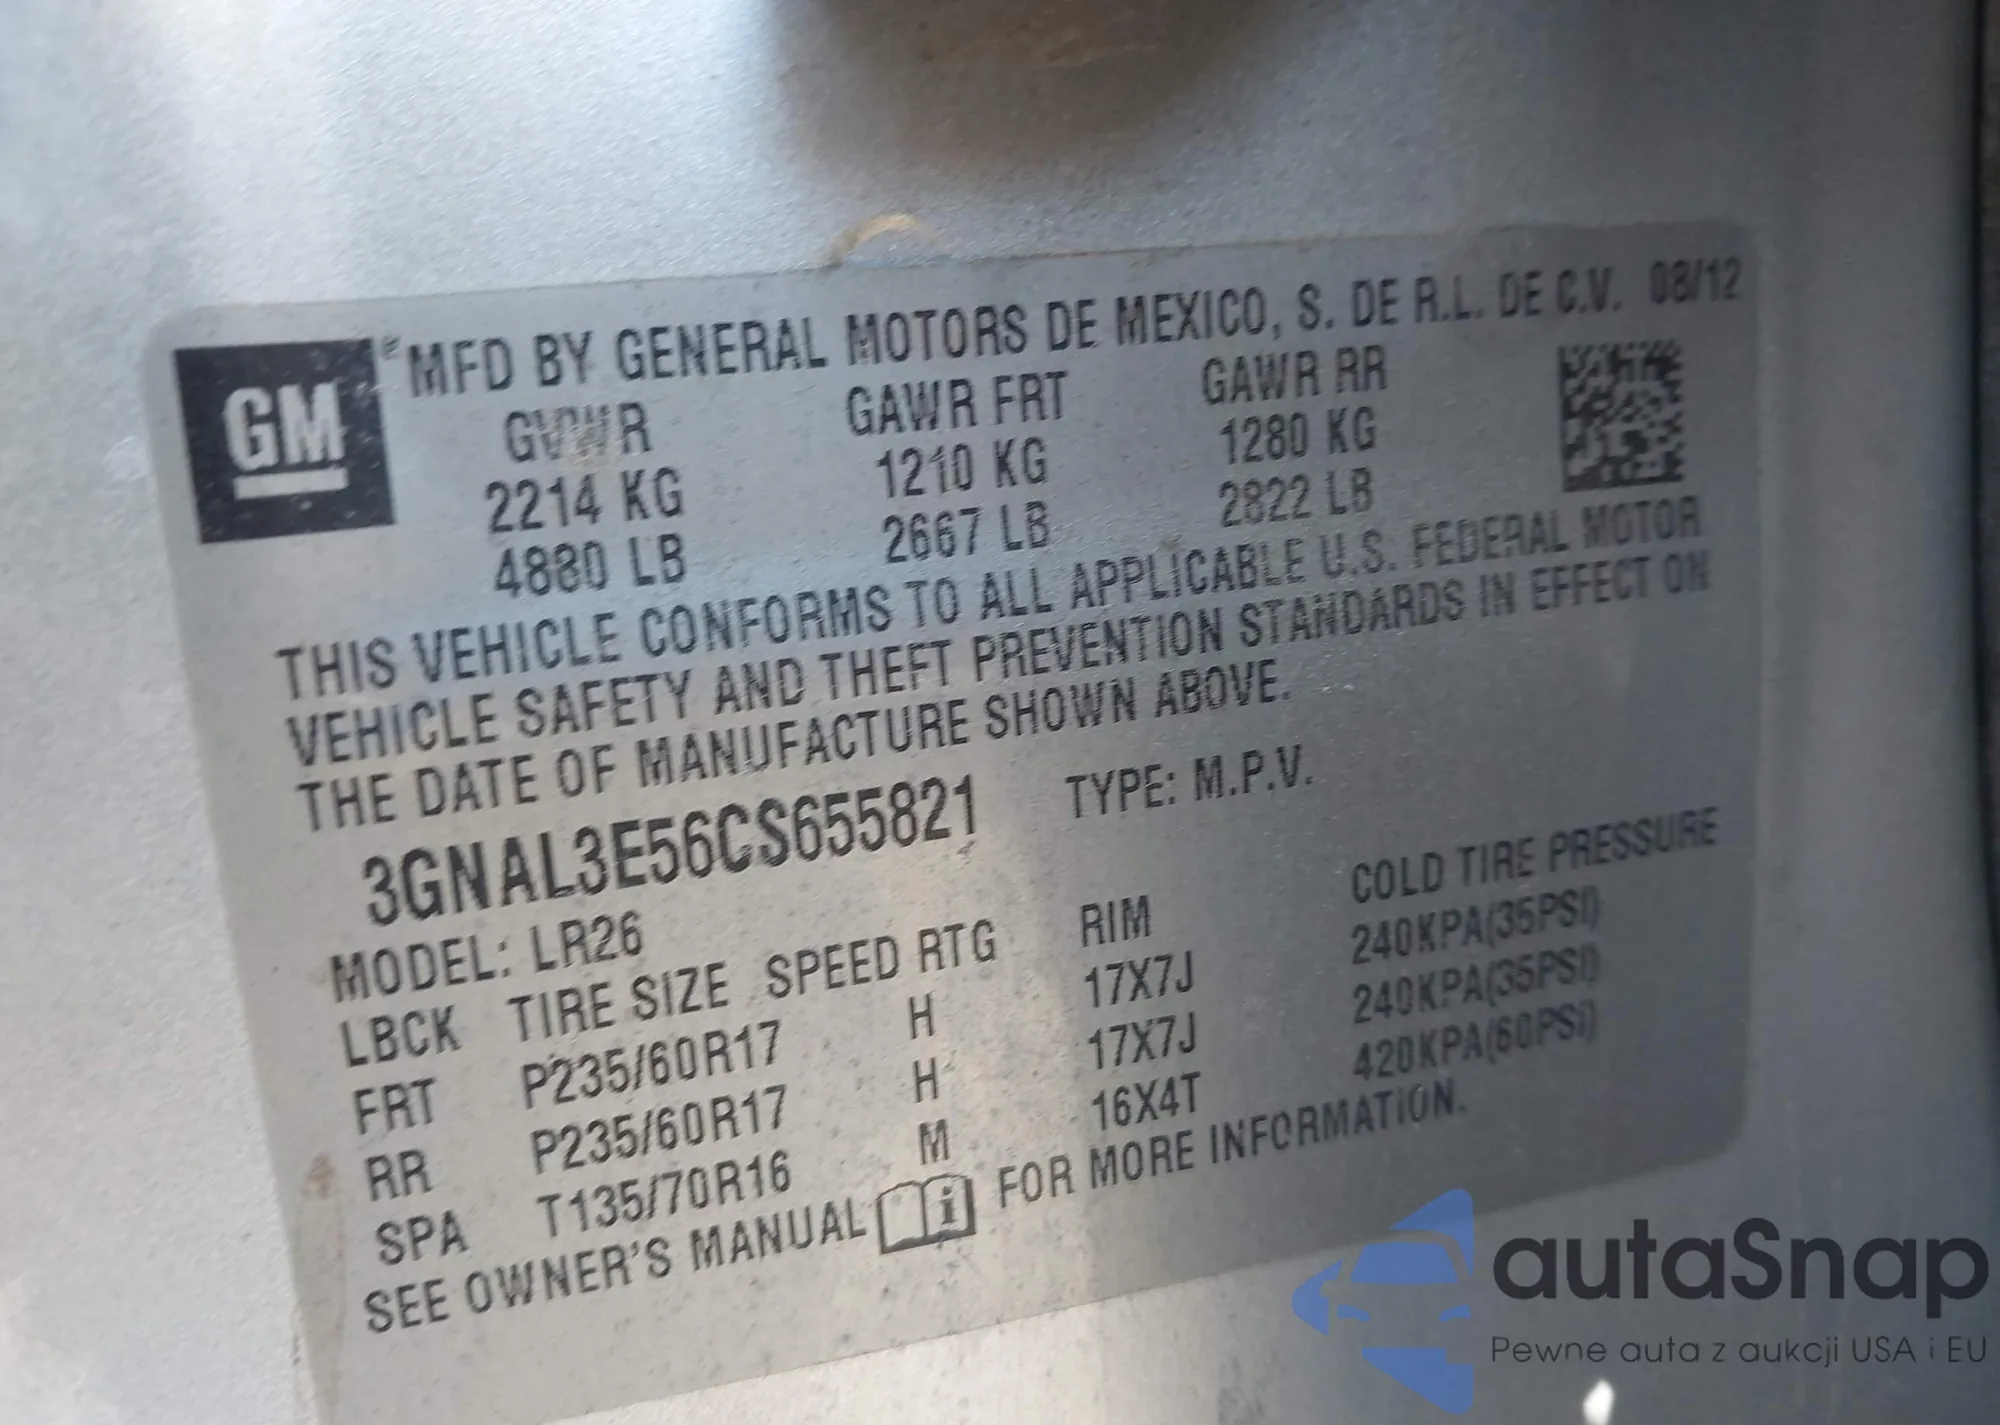 GM
® MFD BY GENERAL MOTORS DE MEXICO, S. DE R.L. DE C.V. 08/12
GVWR GAWR FRT GAWR RR
2214 KG 1210 KG 1280 KG
4880 LB 2667 LB 2822 LB
THIS VEHICLE CONFORMS TO ALL APPLICABLE U.S. FEDERAL MOTOR
VEHICLE SAFETY AND THEFT PREVENTION STANDARDS IN EFFECT ON
THE DATE OF MANUFACTURE SHOWN ABOVE.
3GNAL3E56CS655821 TYPE: M.P.V.
MODEL: LR26
LBCK TIRE SIZE SPEED RTG RIM COLD TIRE PRESSURE
FRT P235/60R17 H 17X7J 240KPA(35PSI)
RR P235/60R17 H 17X7J 240KPA(35PSI)
SPA T135/70R16 M 16X4T 420KPA(60PSI)
SEE OWNER'S MANUAL i FOR MORE INFORMATION.
autaSnap
Pewne auta z aukcji USA i EU